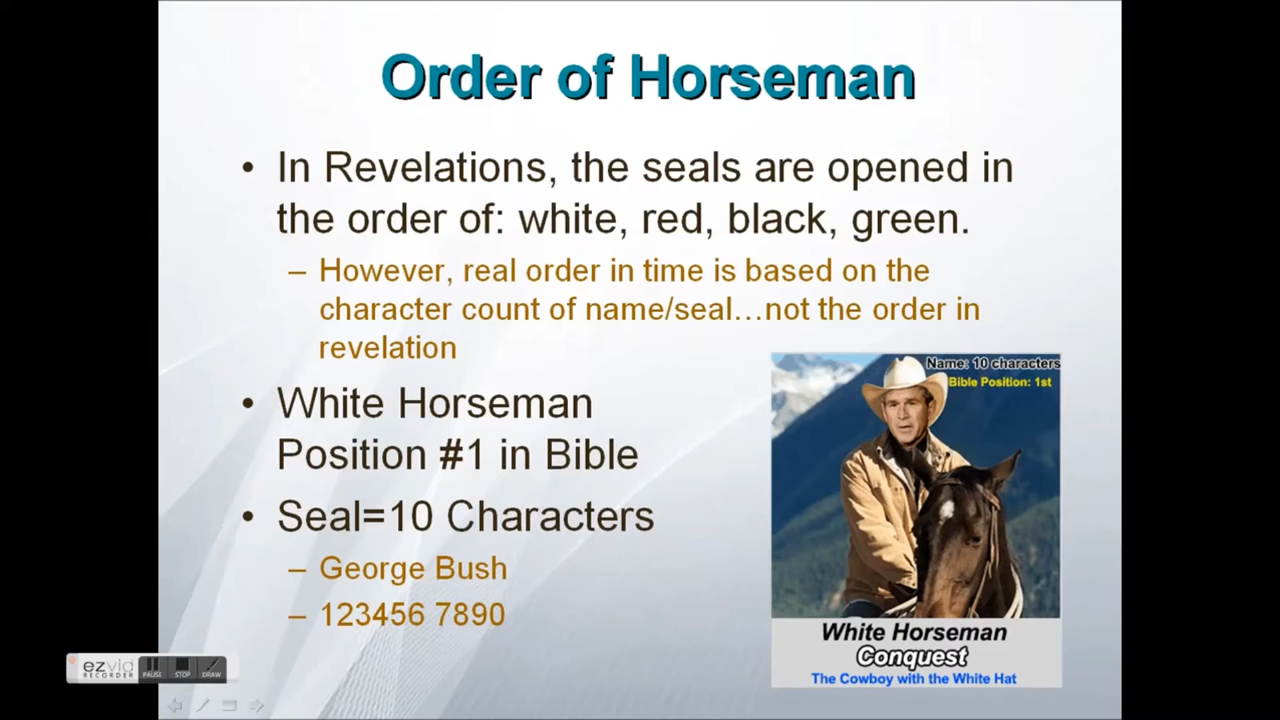 Order of Horseman
• In Revelations, the seals are opened in
the order of: white, red, black, green.
– However, real order in time is based on the
character count of name/seal…not the order in
revelation
• White Horseman
Position #1 in Bible
• Seal=10 Characters
– George Bush
– 123456 7890
Name: 10 characters
Bible Position: 1st
White Horseman
Conquest
The Cowboy with the White Hat
ezvid
RECORDER
PAUSE
STOP
DRAW